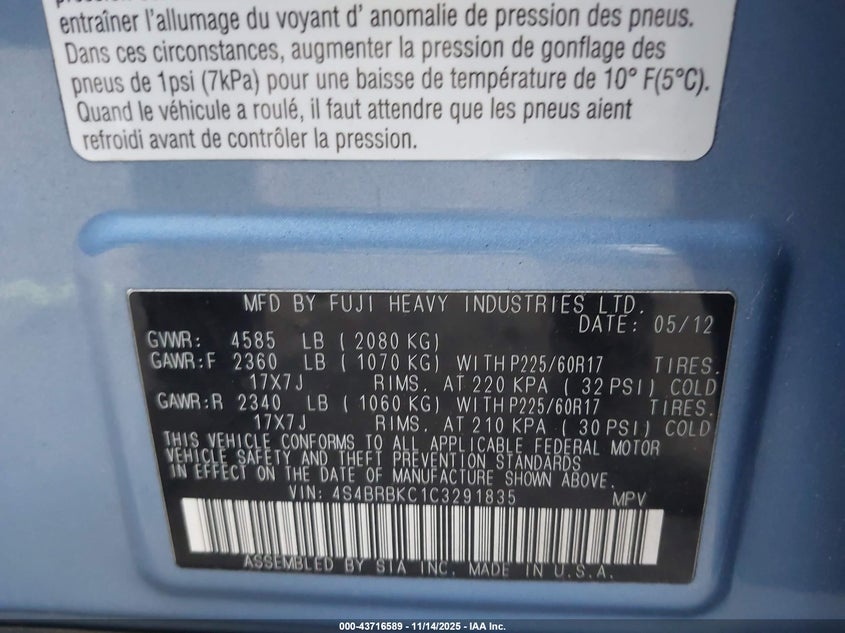 entraîner l'allumage du voyant d' anomalie de pression des pneus.
Dans ces circonstances, augmenter la pression de gonflage des
pneus de 1psi (7kPa) pour une baisse de température de 10° F(5°C).
Quand le véhicule a roulé, il faut attendre que les pneus aient
refroidi avant de contrôler la pression.
MFD BY FUJI HEAVY INDUSTRIES LTD.
DATE: 05/12
GVWR: 4585 LB ( 2080 KG)
GAWR:F 2360 LB ( 1070 KG) WITH P225/60R17 TIRES.
17X7J RIMS. AT 220 KPA ( 32 PSI) COLD
GAWR:R 2340 LB ( 1060 KG) WITH P225/60R17 TIRES.
17X7J RIMS. AT 210 KPA ( 30 PSI) COLD
THIS VEHICLE CONFORMS TO ALL APPLICABLE FEDERAL MOTOR
VEHICLE SAFETY AND THEFT PREVENTION STANDARDS
IN EFFECT ON THE DATE OF MANUFACTURE SHOWN ABOVE.
VIN: 4S4BRBKC1C3291835 MPV
ASSEMBLED BY SIA INC. MADE IN U.S.A.
000-43716589 - 11/14/2025 - IAA Inc.